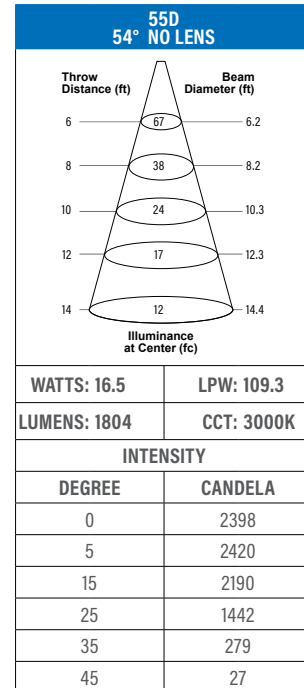 55D
54° NO LENS
Throw Distance (ft) Beam Diameter (ft)
6 67 6.2
8 38 8.2
10 24 10.3
12 17 12.3
14 12 14.4
Illuminance
at Center (fc)
WATTS: 16.5 LPW: 109.3
LUMENS: 1804 CCT: 3000K
INTENSITY
DEGREE CANDELA
0 2398
5 2420
15 2190
25 1442
35 279
45 27